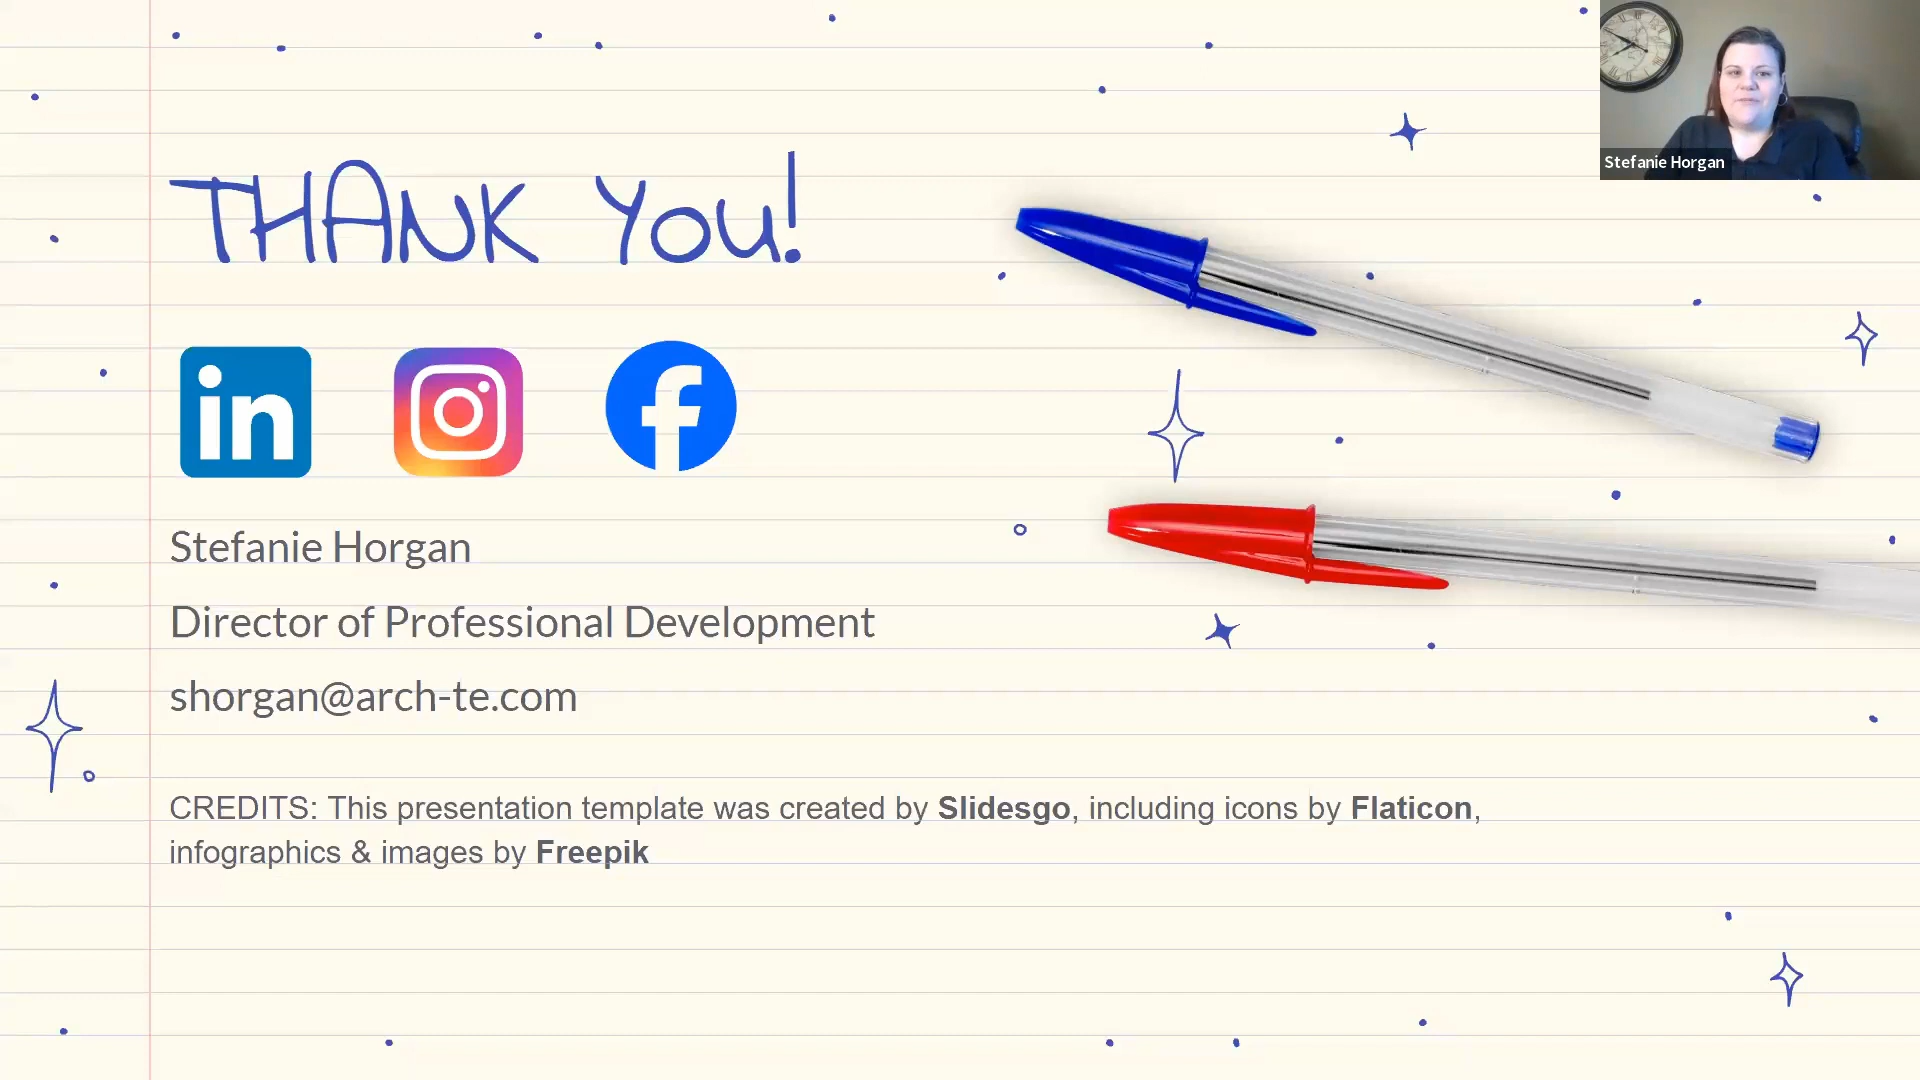 THANK YOU!
in
f
Stefanie Horgan
Director of Professional Development
shorgan@arch-te.com
CREDITS: This presentation template was created by Slidesgo, including icons by Flaticon,
infographics & images by Freepik
Stefanie Horgan